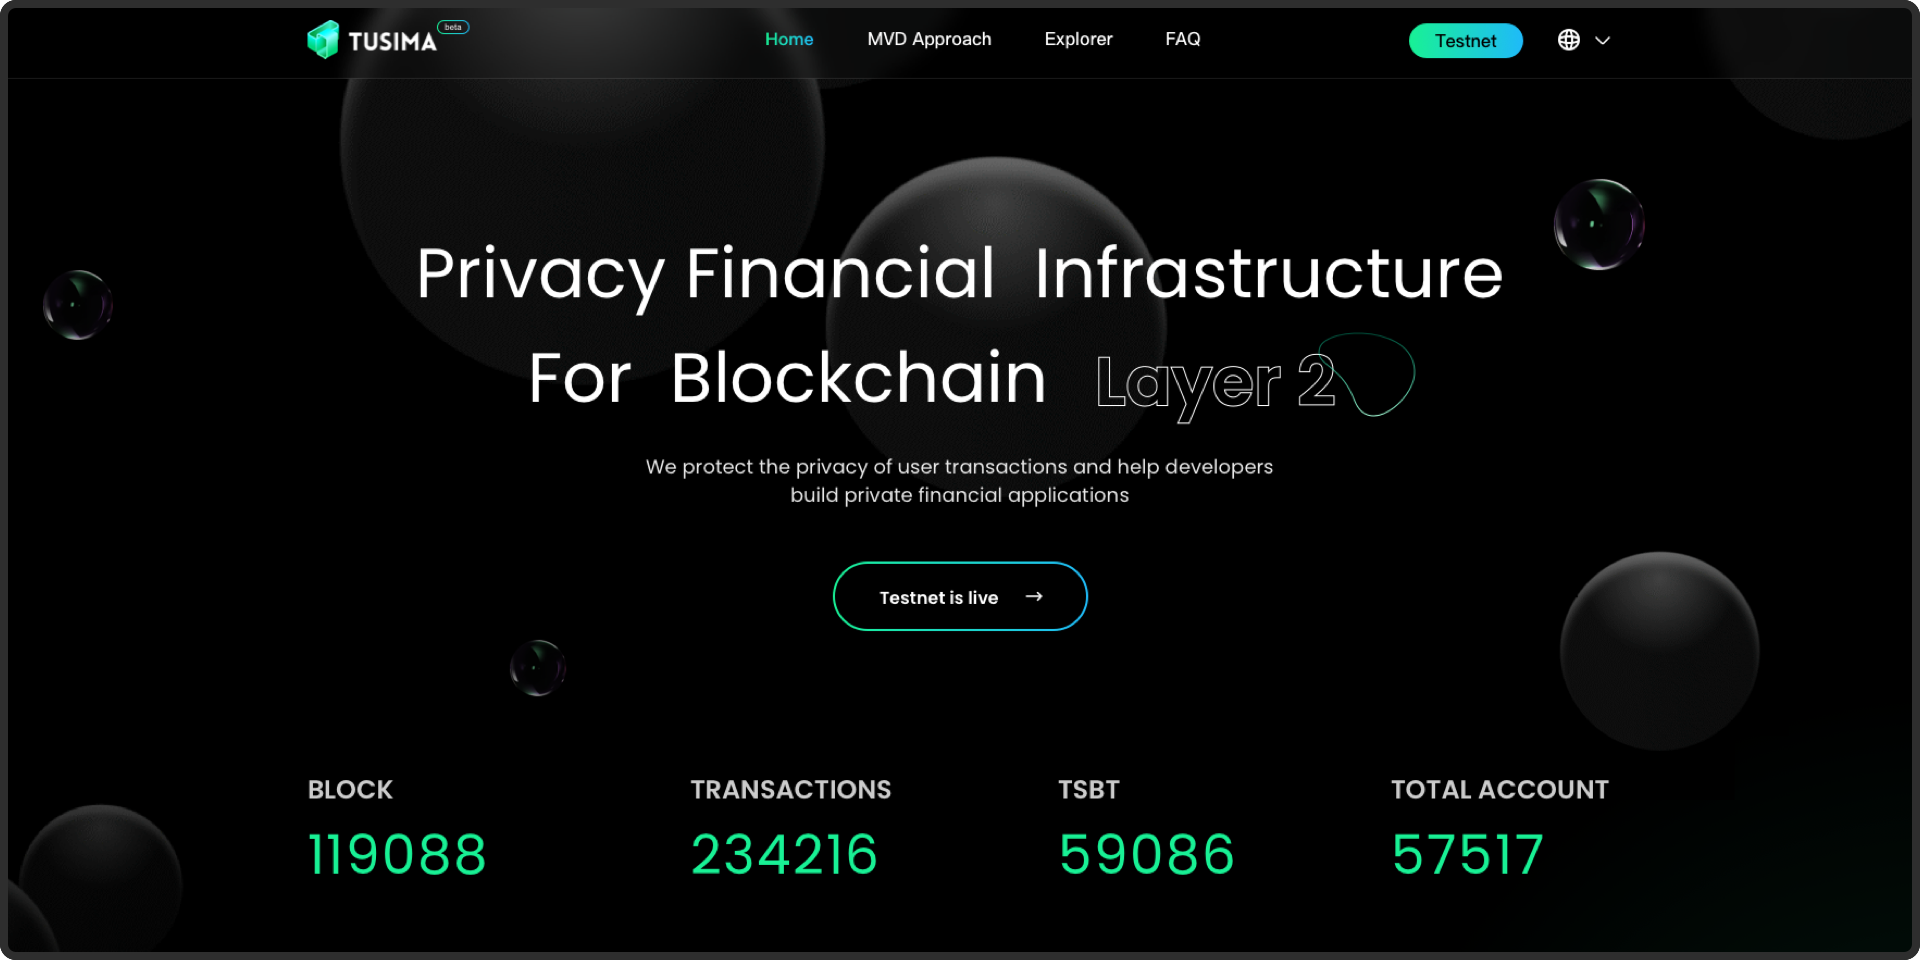 TUSIMA beta
Home MVD Approach Explorer FAQ Testnet
Privacy Financial Infrastructure
For Blockchain Layer 2
We protect the privacy of user transactions and help developers
build private financial applications
Testnet is live →
BLOCK TRANSACTIONS TSBT TOTAL ACCOUNT
119088 234216 59086 57517